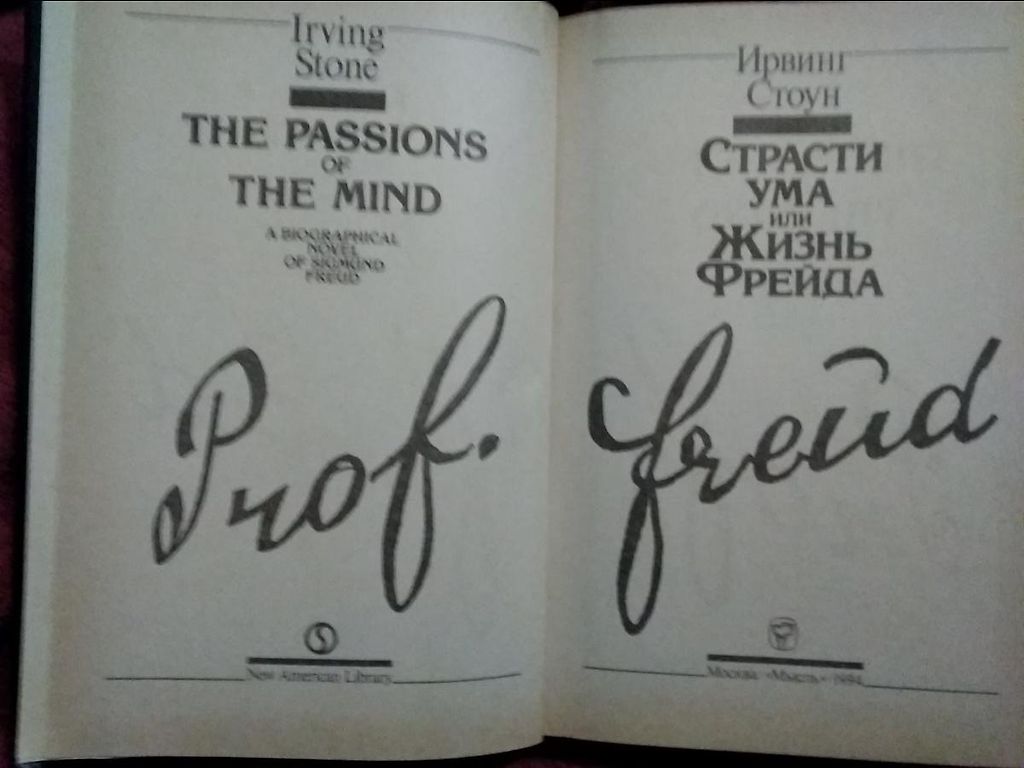 Irving
Stone
THE PASSIONS
OF
THE MIND
A BIOGRAPHICAL
NOVEL
OF SIGMUND
FREUD
Prof.
S
New American Library
Ирвинг
Стоун
СТРАСТИ
УМА
ИЛИ
ЖИЗНЬ
ФРЕЙДА
Freud
Москва «Мысль» 1994